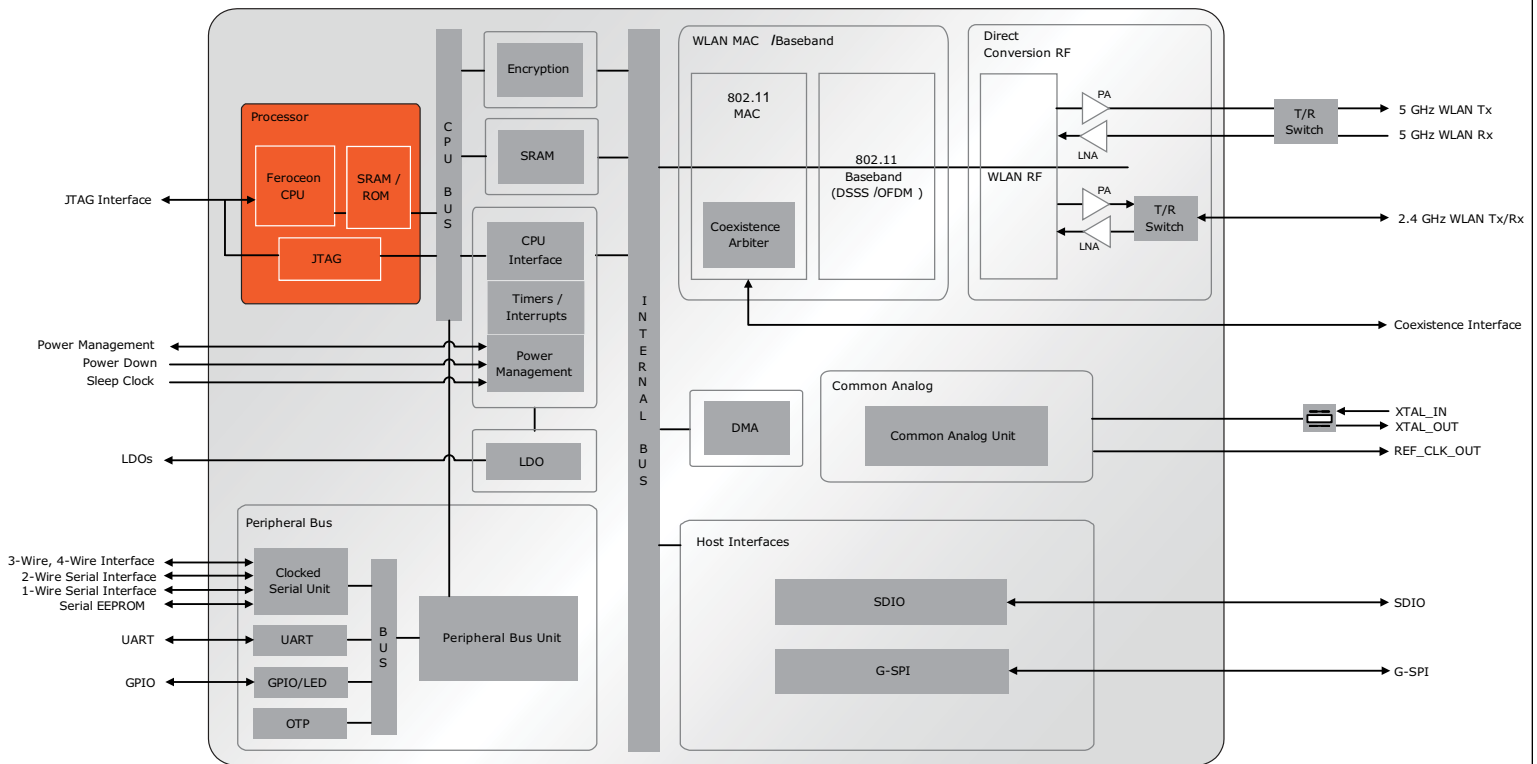 WLAN MAC /Baseband
Direct
Conversion RF
Encryption
802.11
MAC
PA
5 GHz WLAN Tx
T/R
Switch
5 GHz WLAN Rx
Processor
CPU BUS
SRAM
LNA
802.11
Baseband
(DSSS /OFDM )
WLAN RF
Feroceon
CPU
SRAM /
ROM
JTAG Interface
PA
T/R
Switch
2.4 GHz WLAN Tx/Rx
Coexistence
Arbiter
LNA
CPU
Interface
JTAG
Timers /
Interrupts
INTERNAL BUS
Coexistence Interface
Power Management
Power Down
Sleep Clock
Power
Management
Common Analog
Common Analog Unit
DMA
XTAL_IN
XTAL_OUT
REF_CLK_OUT
LDOs
LDO
Peripheral Bus
Host Interfaces
3-Wire, 4-Wire Interface
2-Wire Serial Interface
1-Wire Serial Interface
Serial EEPROM
Clocked
Serial Unit
SDIO
SDIO
UART
UART
BUS
Peripheral Bus Unit
G-SPI
G-SPI
GPIO
GPIO/LED
OTP